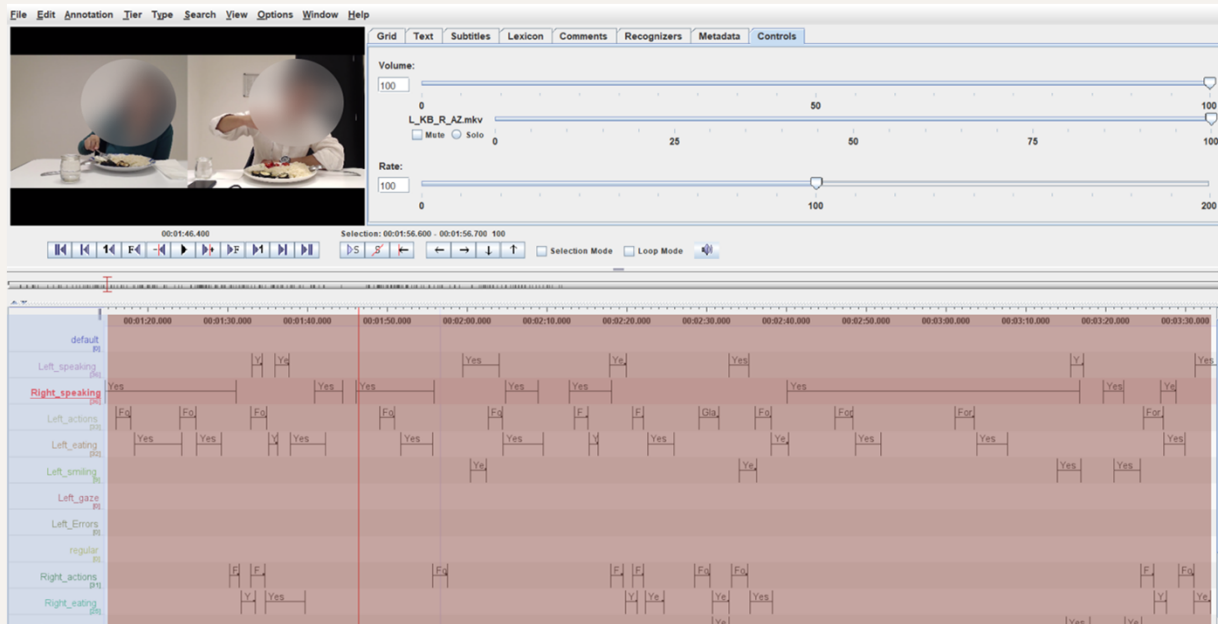 File Edit Annotation Tier Type Search View Options Window Help
Grid Text Subtitles Lexicon Comments Recognizers Metadata Controls
Volume:
100
0 50 100
L_KB_R_AZ.mkv
Mute Solo
0 25 50 75 100
Rate:
100
0 100 200
00:01:46.400
Selection: 00:01:56.600 - 00:01:56.700 100
Selection Mode Loop Mode
00:01:20.000 00:01:30.000 00:01:40.000 00:01:50.000 00:02:00.000 00:02:10.000 00:02:20.000 00:02:30.000 00:02:40.000 00:02:50.000 00:03:00.000 00:03:10.000 00:03:20.000 00:03:30.000
default
Left_speaking Y. Ye Yes Ye. Yes Y. Yes
Right_speaking Yes Yes Yes Yes Yes Yes Yes Ye
Left_actions Fo Fo. Fo Fo. Fo F. F. Gla. Fo. For For. For.
Left_eating Yes Yes Y Yes Yes Yes Y Yes Ye. Yes Yes Yes
Left_smiling Ye. Ye. Yes Yes
Left_gaze
Left_Errors
regular
Right_actions F. F. Fo F. F. Fo Fo. F. Fo.
Right_eating Y. Yes Y. Ye. Ye. Yes Y. Ye.
Ye. Yes Ye.